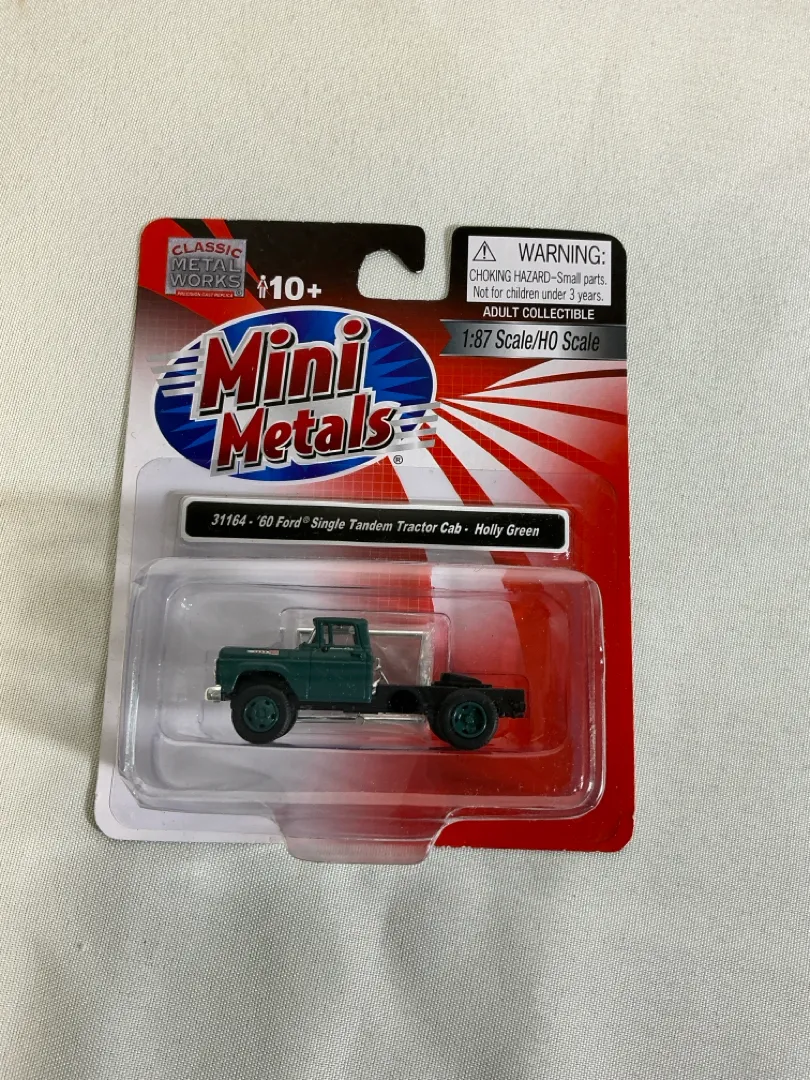 CLASSIC
METAL
WORKS
10+
WARNING:
CHOKING HAZARD–Small parts.
Not for children under 3 years.
ADULT COLLECTIBLE
1:87 Scale/HO Scale
Mini
Metals
®
31164 - '60 Ford® Single Tandem Tractor Cab - Holly Green